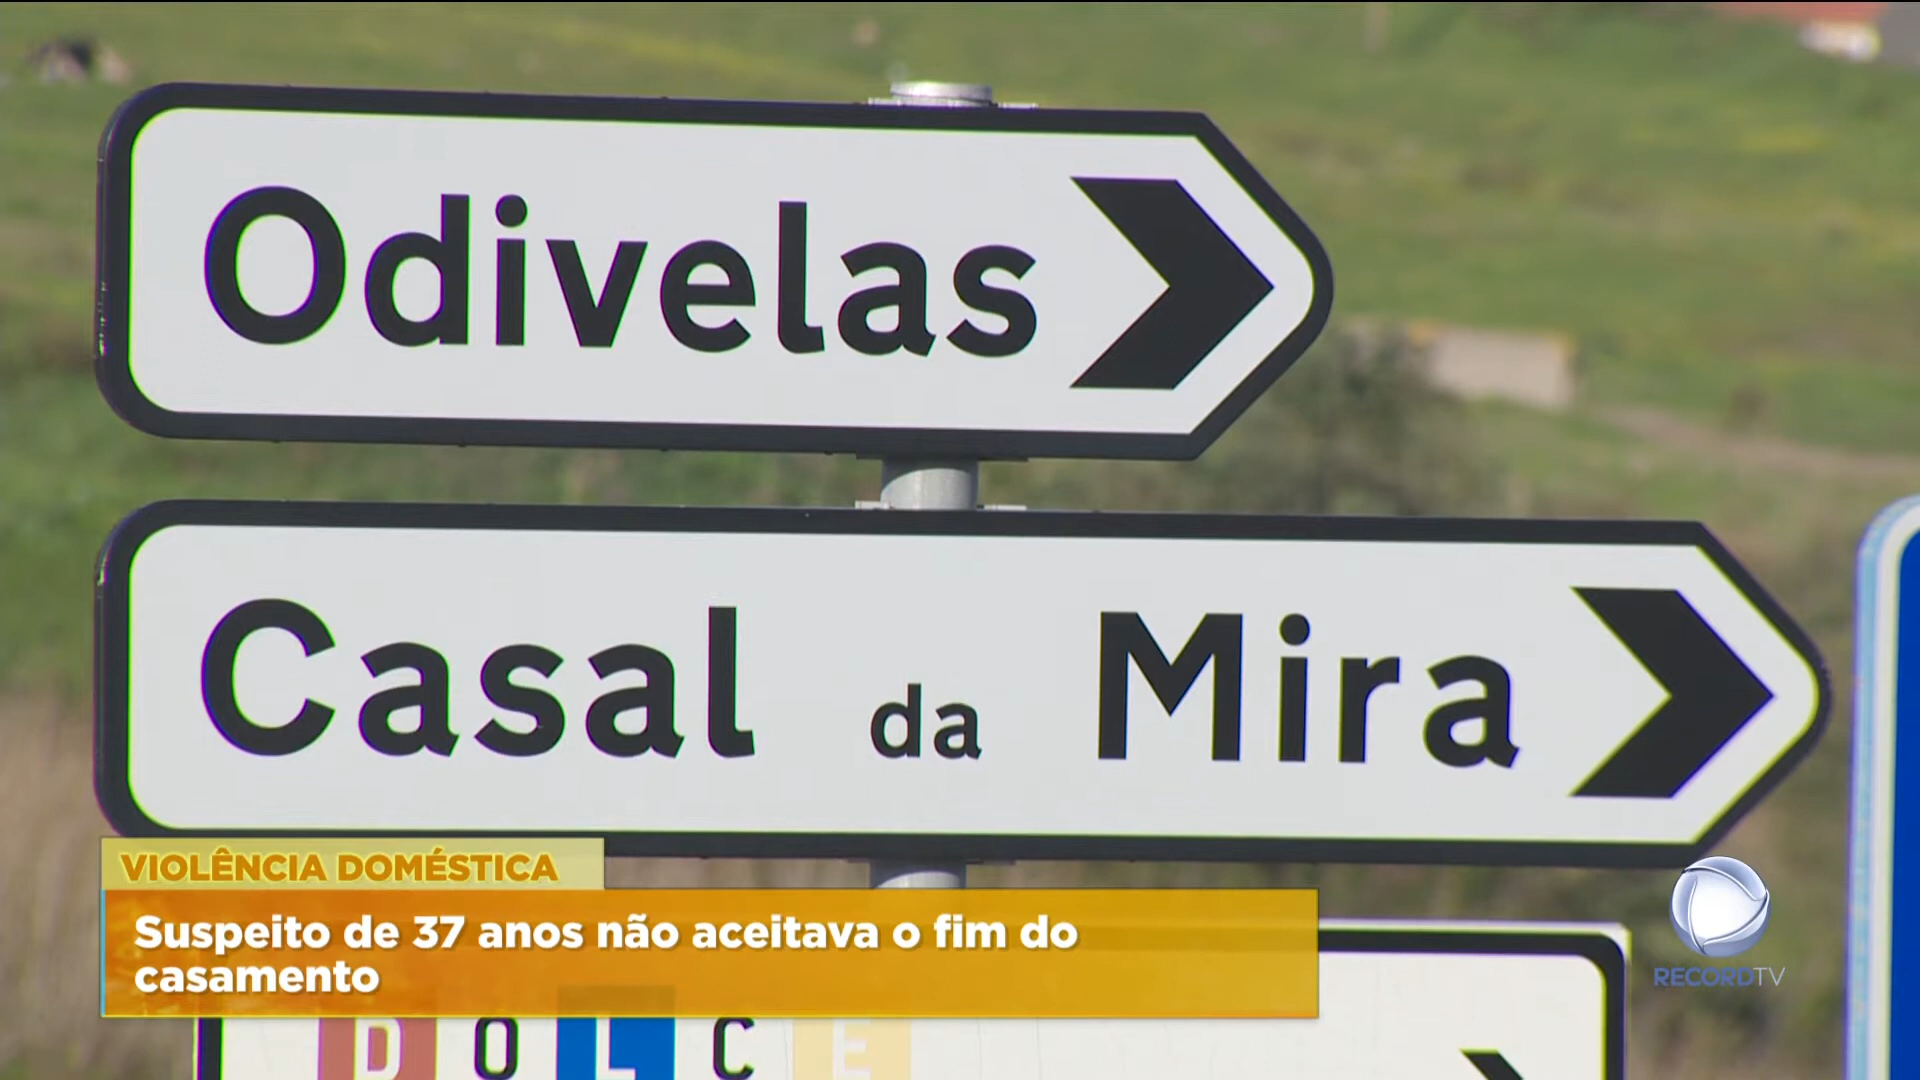 Odivelas
Casal da Mira
VIOLÊNCIA DOMÉSTICA
Suspeito de 37 anos não aceitava o fim do
casamento
RECORDTV
DOLCE